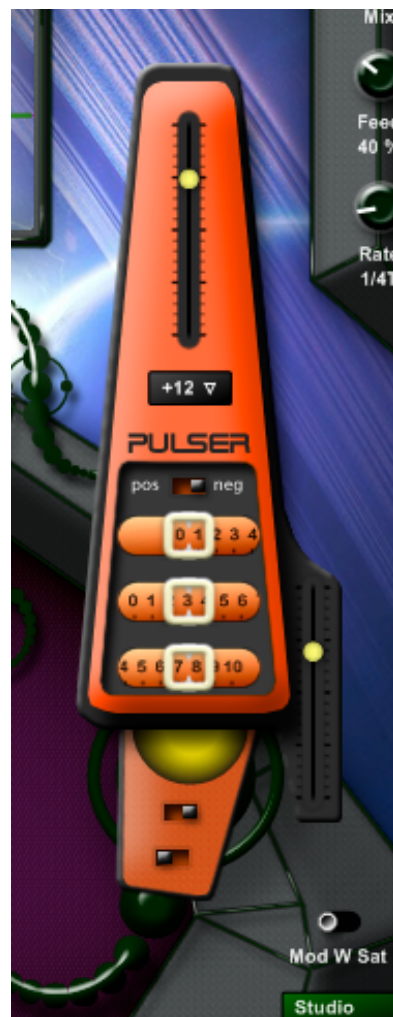 Mix
Feed
40 %
Rate
1/4T
+12
PULSER
pos neg
0 1 2 3 4
0 1 3 4 5 6
4 5 6 7 8 9 10
Mod W Sat
Studio